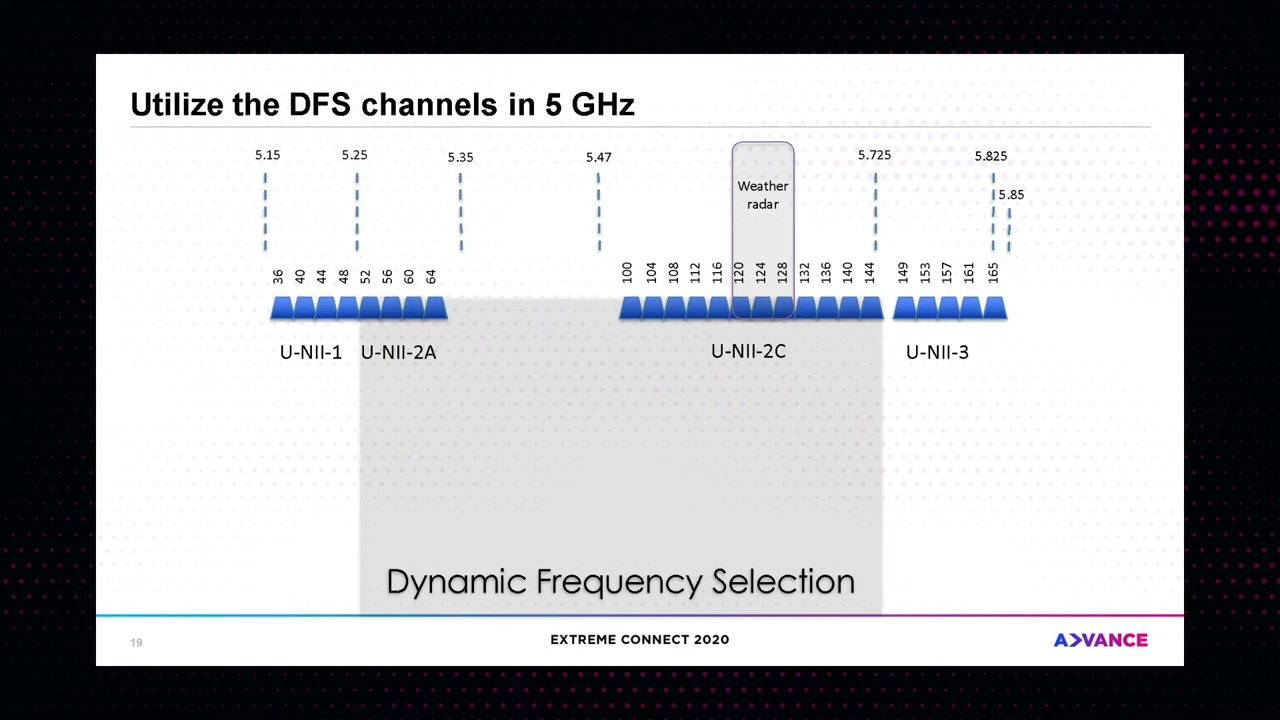 Utilize the DFS channels in 5 GHz
5.15 5.25 5.35 5.47 5.725 5.825
5.85
Weather
radar
36 40 44 48 52 56 60 64 100 104 108 112 116 120 124 128 132 136 140 144 149 153 157 161 165
U-NII-1 U-NII-2A U-NII-2C U-NII-3
Dynamic Frequency Selection
19 EXTREME CONNECT 2020 ADVANCE